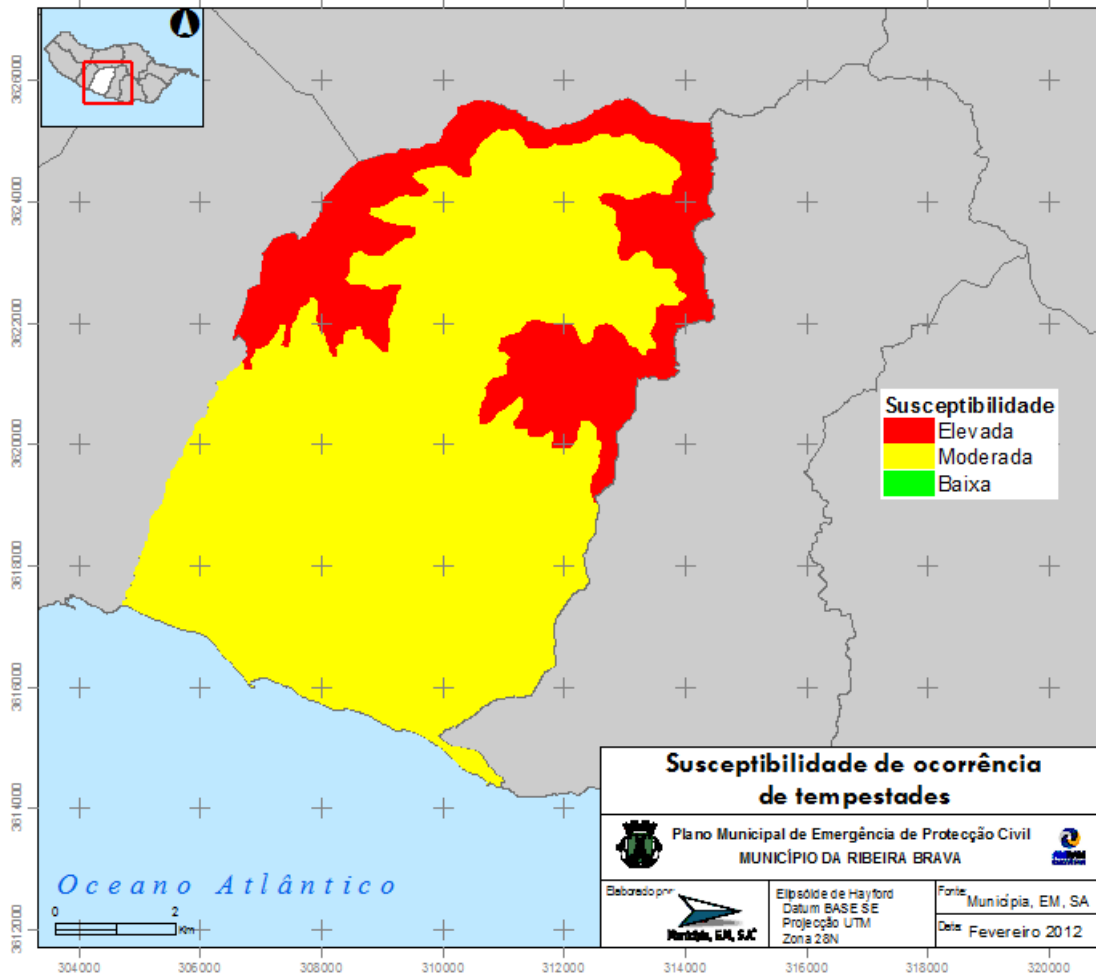 3626000
3624000
3622000
3620000
3618000
3616000
3614000
3612000
Susceptibilidade
Elevada
Moderada
Baixa
Oceano Atlântico
0 2
Km
Susceptibilidade de ocorrência
de tempestades
Plano Municipal de Emergência de Protecção Civil
MUNICÍPIO DA RIBEIRA BRAVA
Elaborado por:
Município, EM, S.A.
Elipsóide de Hayford
Datum BASE SE
Projecção UTM
Zona 28N
Fonte: Município, EM, SA
Data: Fevereiro 2012
304000 306000 308000 310000 312000 314000 316000 318000 320000